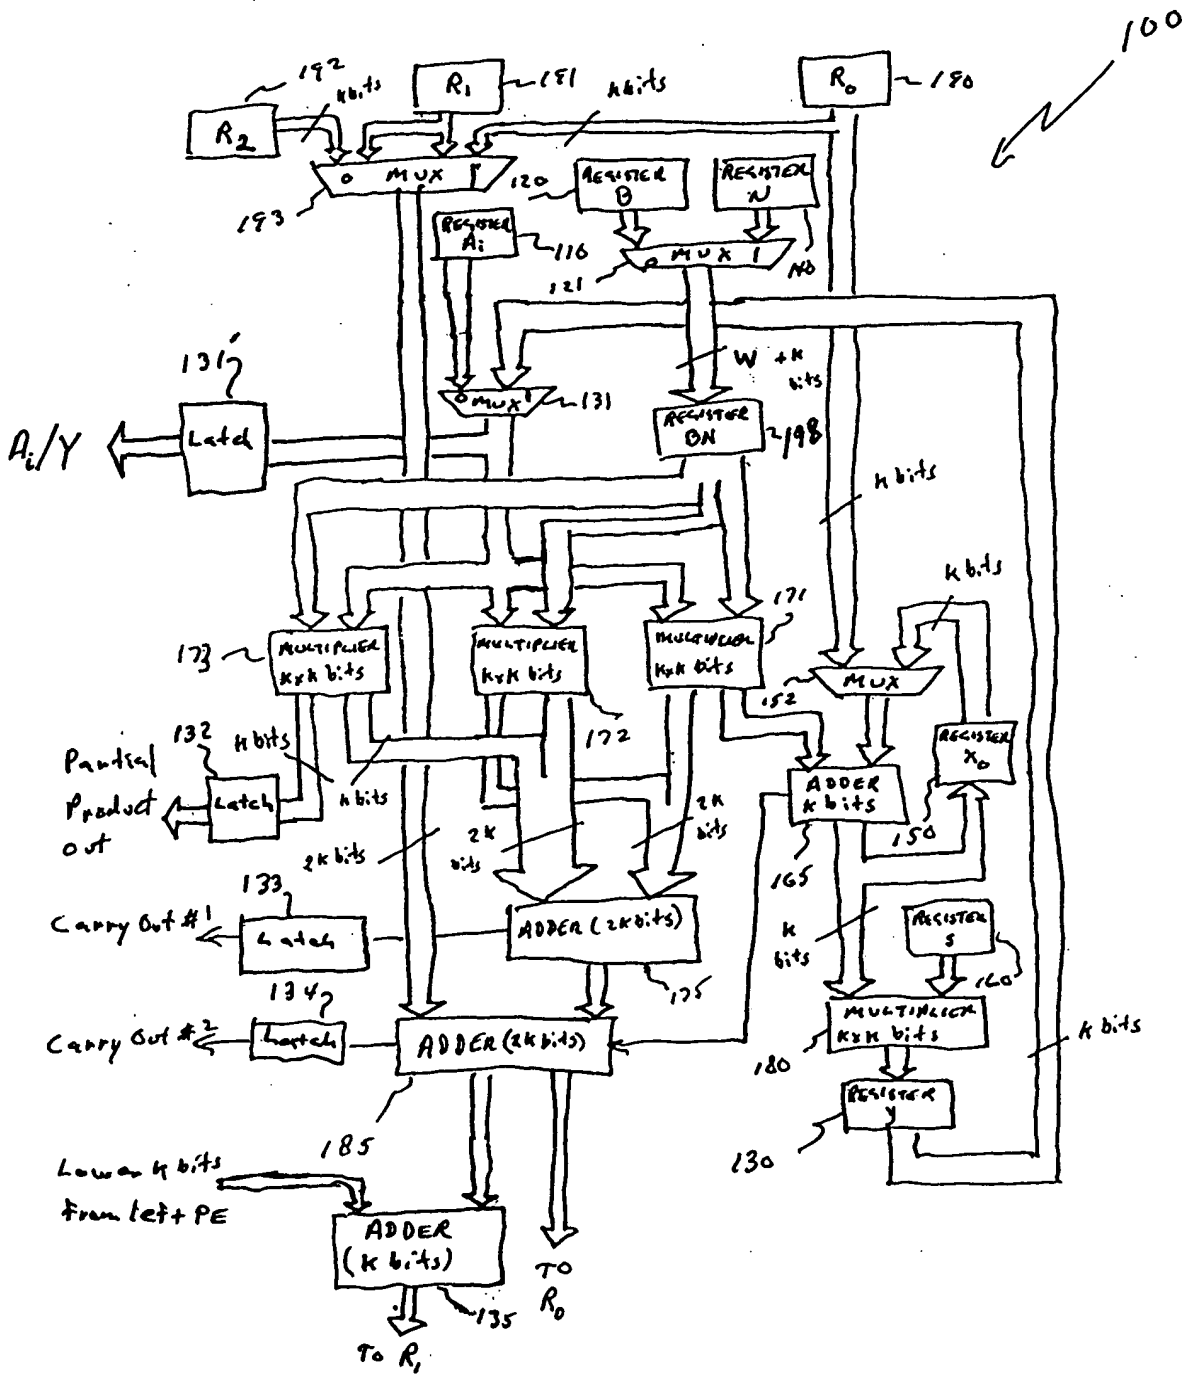 100
192
k bits
R1
191
k bits
R0
190
R2
0 MUX 1
193
120
REGISTER
B
REGISTER
N
REGISTER
Ai
110
0 MUX 1
121
140
131'
W + k
bits
0 MUX 1
131
REGISTER
BN
198
Latch
Ai/Y
k bits
k bits
171
173
MULTIPLIER
k x k bits
MULTIPLIER
k x k bits
MULTIPLIER
k x k bits
MUX
152
172
132
k bits
Partial
Product
out
Latch
k bits
REGISTER
X0
ADDER
k bits
150
165
2k bits
2k
bits
2k
bits
133
Carry Out #1
Latch
ADDER (2k bits)
175
k
bits
REGISTER
S
160
134
Carry Out #2
Latch
ADDER (2k bits)
MULTIPLIER
k x k bits
180
k bits
REGISTER
Y
130
185
Lower k bits
From left PE
ADDER
(k bits)
135
TO
R0
TO R1